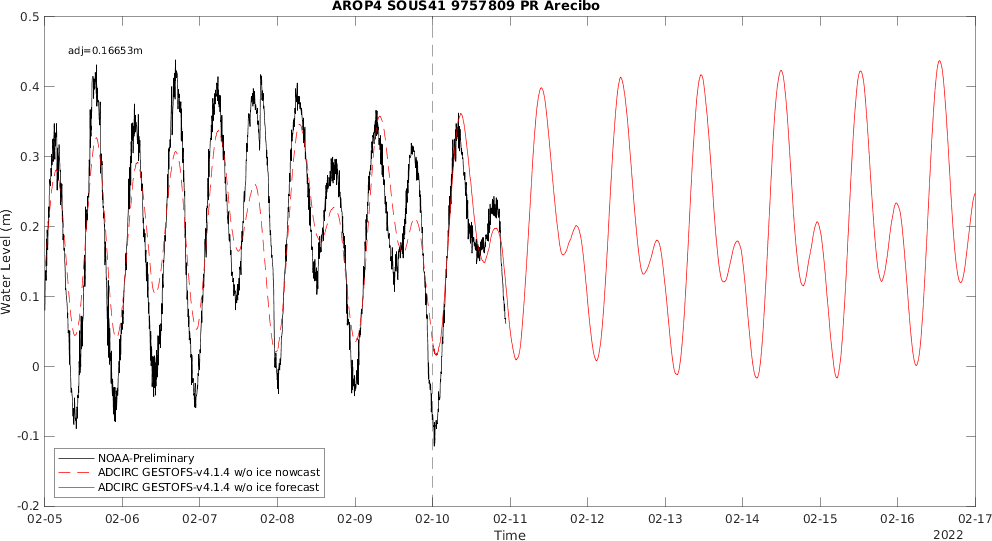 AROP4 SOUS41 9757809 PR Arecibo
adj=0.16653m
0.5
0.4
0.3
0.2
0.1
0
-0.1
-0.2
Water Level (m)
NOAA-Preliminary
ADCIRC GESTOFS-v4.1.4 w/o ice nowcast
ADCIRC GESTOFS-v4.1.4 w/o ice forecast
02-05 02-06 02-07 02-08 02-09 02-10 02-11 02-12 02-13 02-14 02-15 02-16 02-17
Time
2022